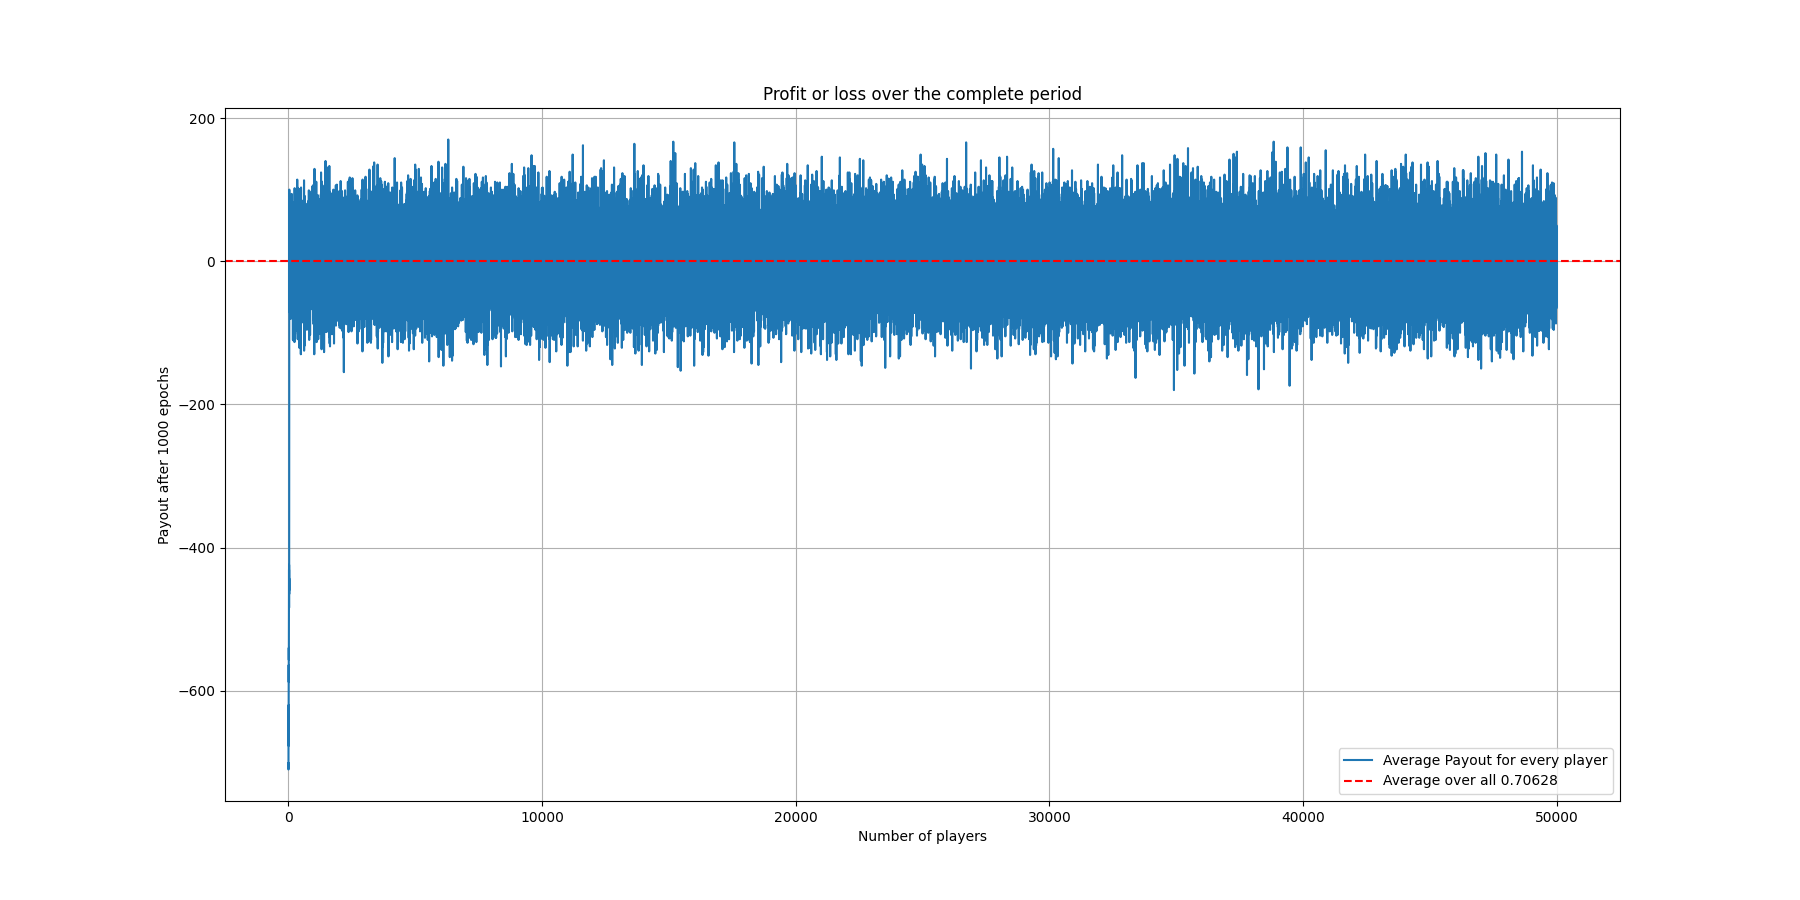 Profit or loss over the complete period
200
0
−200
−400
−600
Payout after 1000 epochs
0
10000
20000
30000
40000
50000
Number of players
Average Payout for every player
Average over all 0.70628